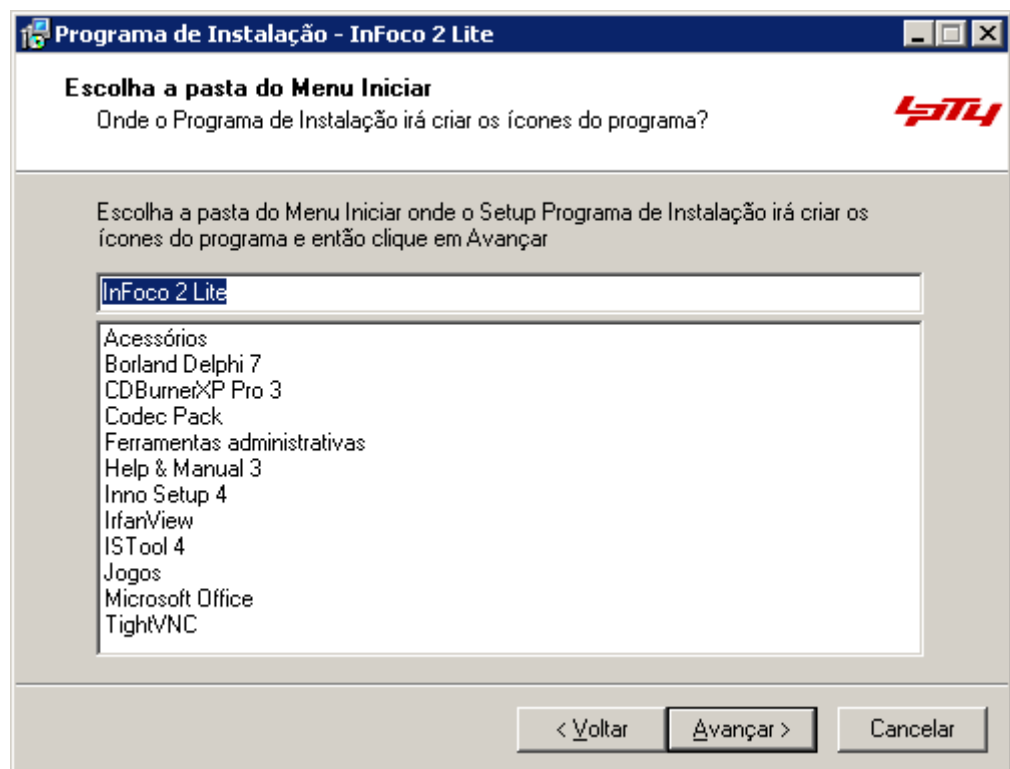 Programa de Instalação - InFoco 2 Lite
Escolha a pasta do Menu Iniciar
Onde o Programa de Instalação irá criar os ícones do programa?
Escolha a pasta do Menu Iniciar onde o Setup Programa de Instalação irá criar os
ícones do programa e então clique em Avançar
InFoco 2 Lite
Acessórios
Borland Delphi 7
CDBurnerXP Pro 3
Codec Pack
Ferramentas administrativas
Help & Manual 3
Inno Setup 4
IrfanView
ISTool 4
Jogos
Microsoft Office
TightVNC
< Voltar
Avançar >
Cancelar